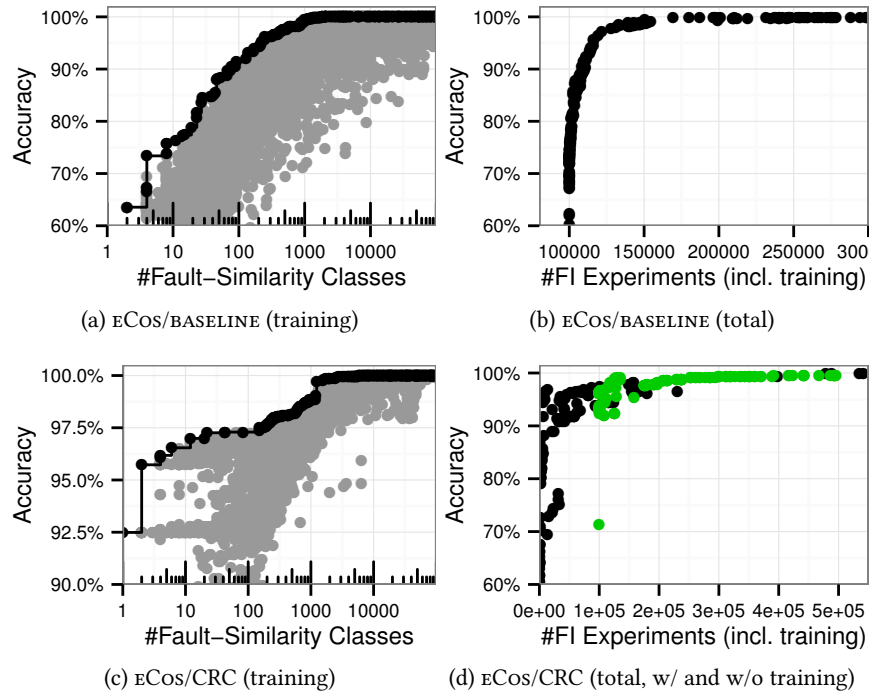 100%
90%
80%
70%
60%
Accuracy
1 10 100 1000 10000
#Fault−Similarity Classes
(a) eCos/baseline (training)
100%
90%
80%
70%
60%
Accuracy
100000 150000 200000 250000 300
#FI Experiments (incl. training)
(b) eCos/baseline (total)
100.0%
97.5%
95.0%
92.5%
90.0%
Accuracy
1 10 100 1000 10000
#Fault−Similarity Classes
(c) eCos/CRC (training)
100%
90%
80%
70%
60%
Accuracy
0e+00 1e+05 2e+05 3e+05 4e+05 5e+05
#FI Experiments (incl. training)
(d) eCos/CRC (total, w/ and w/o training)